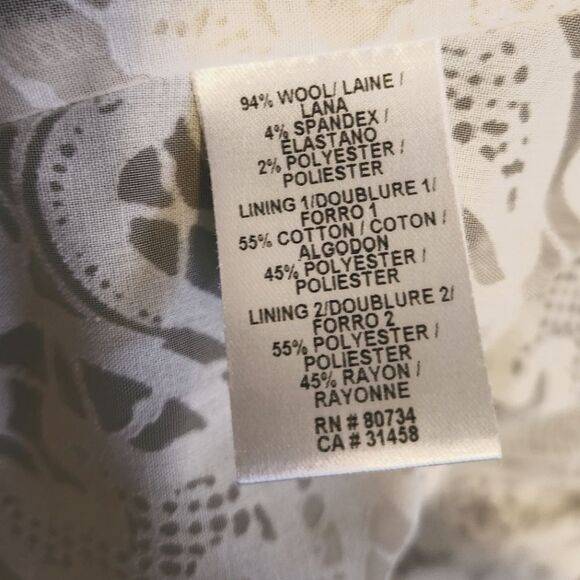 94% WOOL/ LAINE /
LANA
4% SPANDEX /
ELASTANO
2% POLYESTER /
POLIESTER
LINING 1/DOUBLURE 1/
FORRO 1
55% COTTON / COTON /
ALGODON
45% POLYESTER /
POLIESTER
LINING 2/DOUBLURE 2/
FORRO 2
55% POLYESTER /
POLIESTER
45% RAYON /
RAYONNE
RN # 80734
CA # 31458